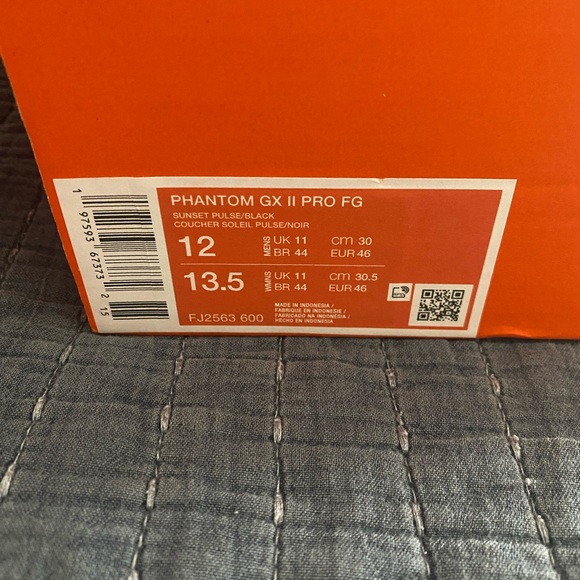 PHANTOM GX II PRO FG
SUNSET PULSE/BLACK
COUCHER SOLEIL PULSE/NOIR
12 MENS UK 11 CM 30
BR 44 EUR 46
13.5 WMNS UK 11 CM 30.5
BR 44 EUR 46
MADE IN INDONESIA /
FABRIQUE EN INDONESIE /
FABRICADO NA INDONÉSIA /
HECHO EN INDONESIA
FJ2563 600
1 97593 67373 2 15